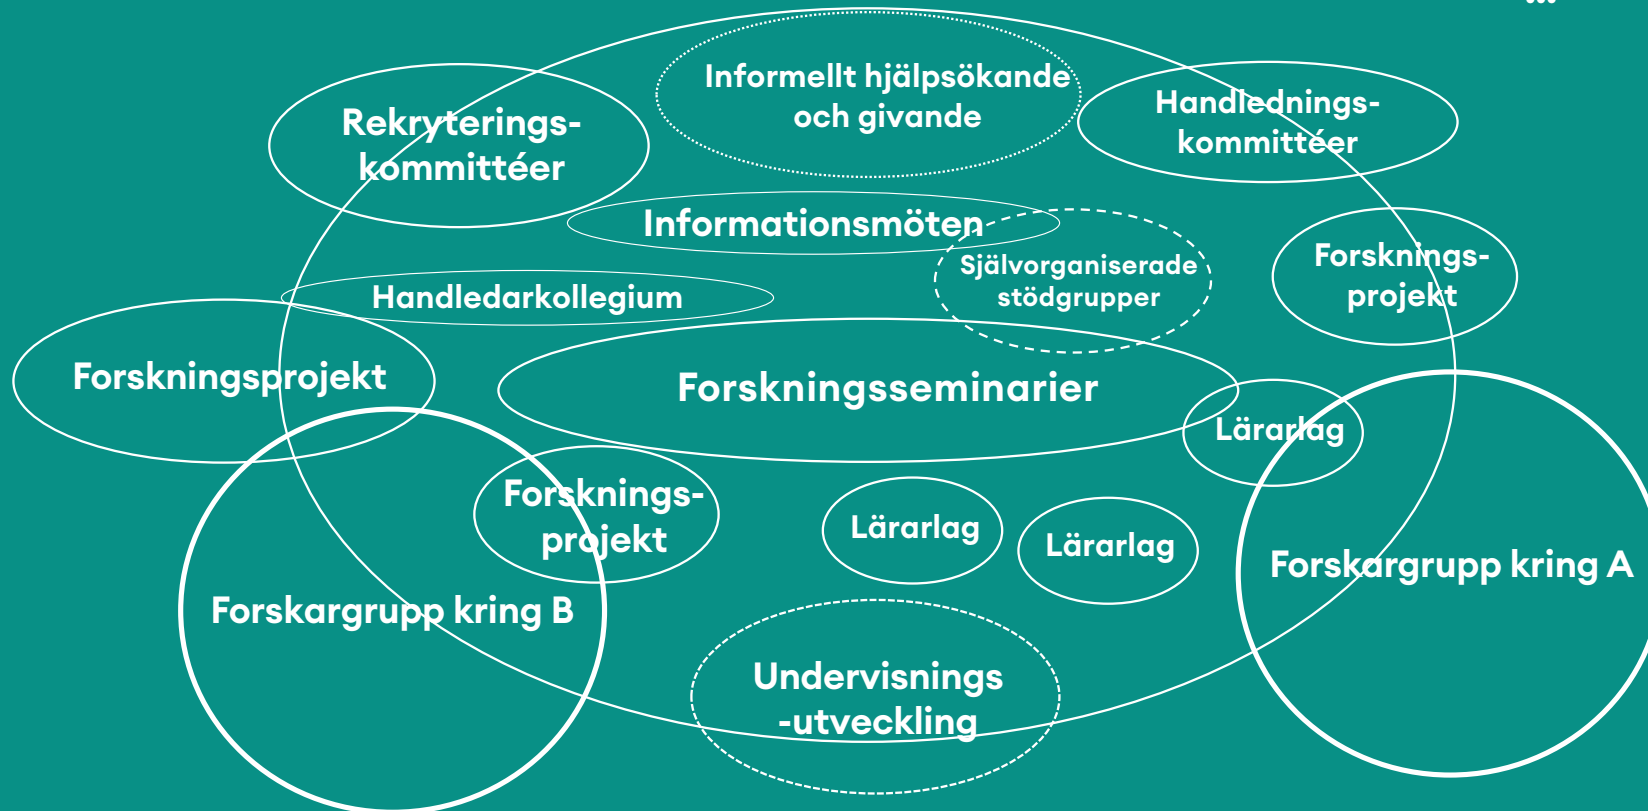 Informellt hjälpsökande
och givande
Rekryterings-
kommittéer
Handlednings-
kommittéer
Informationsmöten
Självorganiserade
stödgrupper
Forsknings-
projekt
Handledarkollegium
Forskningsprojekt
Forskningsseminarier
Lärarlag
Forsknings-
projekt
Lärarlag
Lärarlag
Forskargrupp kring A
Forskargrupp kring B
Undervisnings
-utveckling